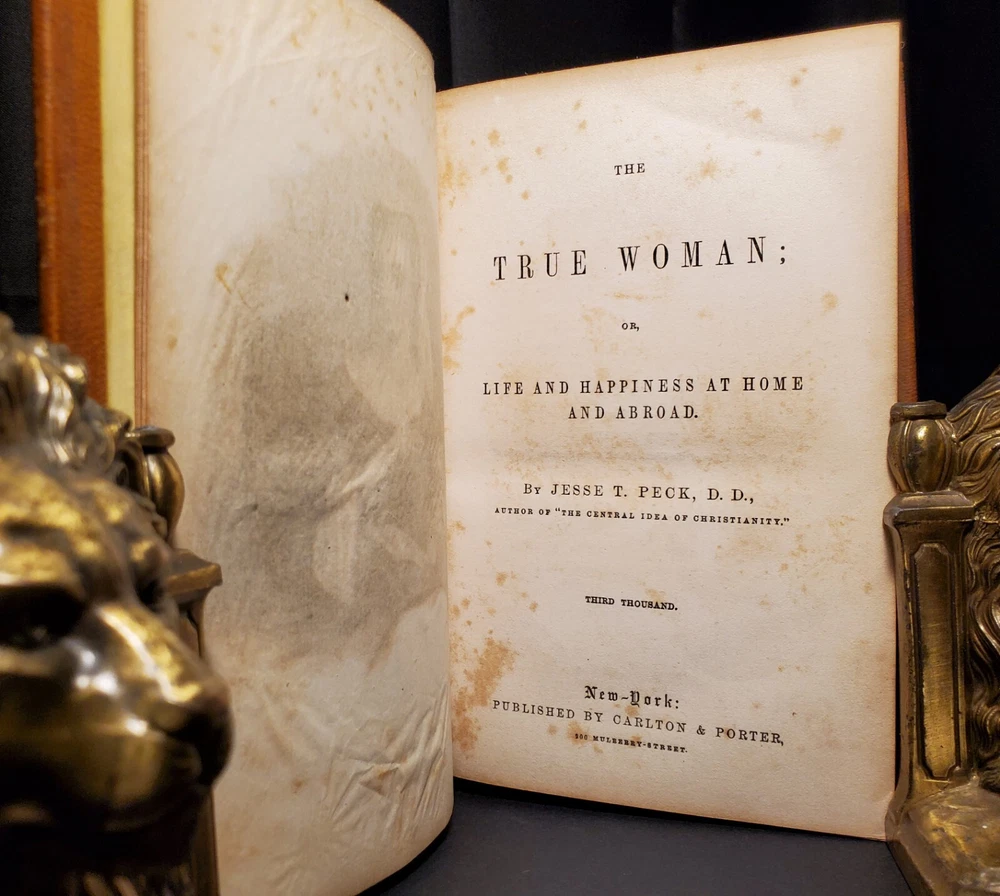 THE
TRUE WOMAN;
OR,
LIFE AND HAPPINESS AT HOME
AND ABROAD.
By JESSE T. PECK, D. D.,
AUTHOR OF "THE CENTRAL IDEA OF CHRISTIANITY."
THIRD THOUSAND.
New-York:
PUBLISHED BY CARLTON & PORTER,
200 MULBERRY-STREET.